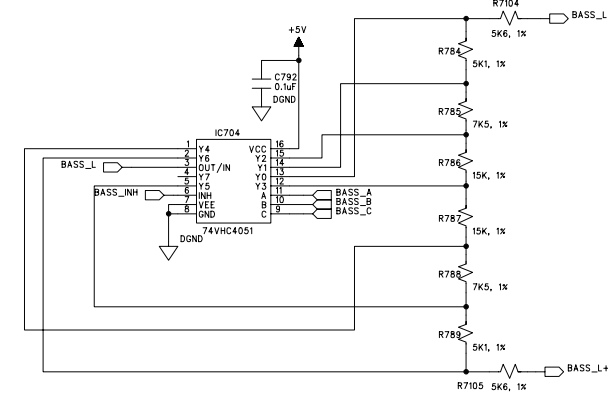 R7104
BASS_L
5K6, 1%
+5V
R784
5K1, 1%
C792
0.1uF
DGND
R785
7K5, 1%
IC704
1 Y4 VCC 16
2 Y6 Y2 15
BASS_L 3 OUT/IN Y1 14
4 Y7 Y0 13
5 Y5 Y3 12
BASS_INH 6 INH A 11 BASS_A
7 VEE B 10 BASS_B
8 GND C 9 BASS_C
74VHC4051
DGND
R786
15K, 1%
R787
15K, 1%
R788
7K5, 1%
R789
5K1, 1%
BASS_L+
R7105 5K6, 1%